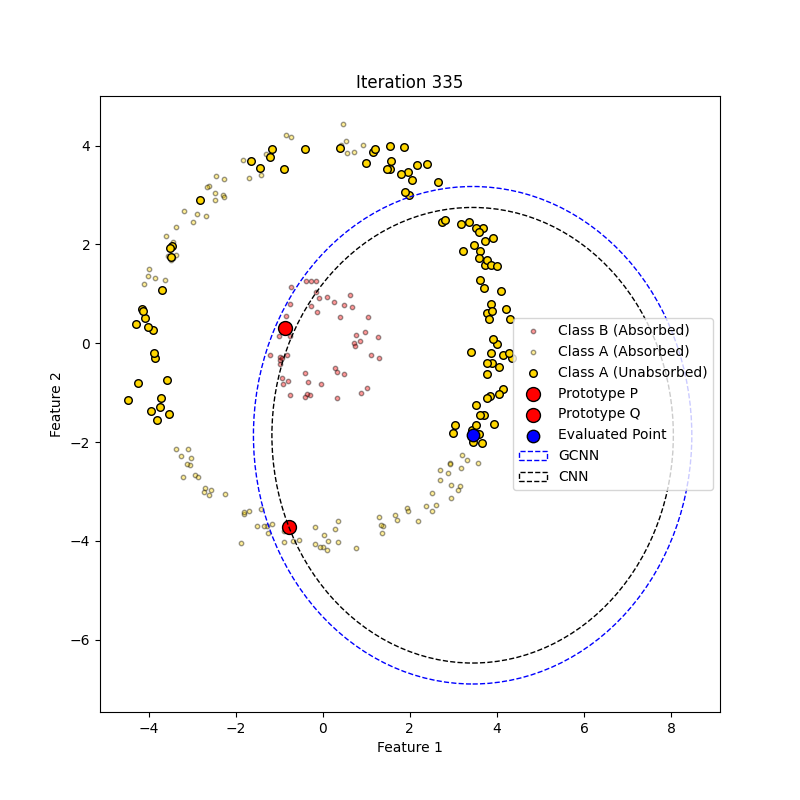 Iteration 335
4
2
0
−2
−4
−6
Feature 2
Class B (Absorbed)
Class A (Absorbed)
Class A (Unabsorbed)
Prototype P
Prototype Q
Evaluated Point
GCNN
CNN
−4 −2 0 2 4 6 8
Feature 1